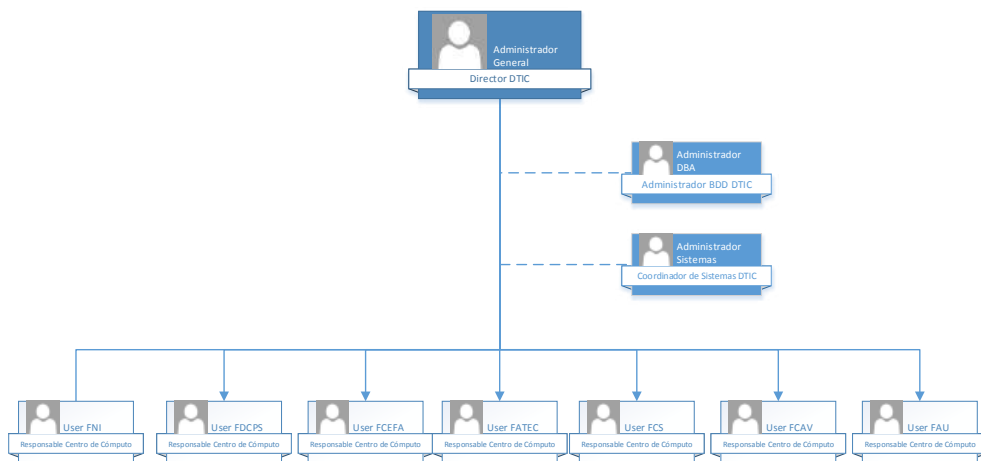 Administrador
General
Director DTIC
Administrador
DBA
Administrador BDD DTIC
Administrador
Sistemas
Coordinador de Sistemas DTIC
User FNI
Responsable Centro de Cómputo
User FDCPS
Responsable Centro de Cómputo
User FCEFA
Responsable Centro de Cómputo
User FATEC
Responsable Centro de Cómputo
User FCS
Responsable Centro de Cómputo
User FCAV
Responsable Centro de Cómputo
User FAU
Responsable Centro de Cómputo